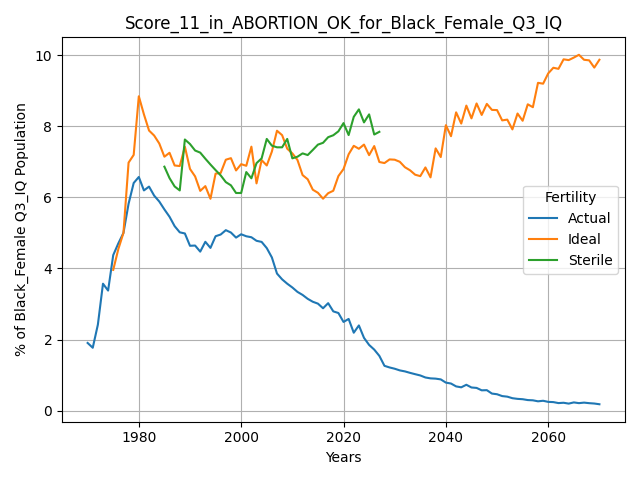 Score_11_in_ABORTION_OK_for_Black_Female_Q3_IQ
% of Black_Female Q3_IQ Population
10
8
6
4
2
0
Fertility
Actual
Ideal
Sterile
1980
2000
2020
2040
2060
Years